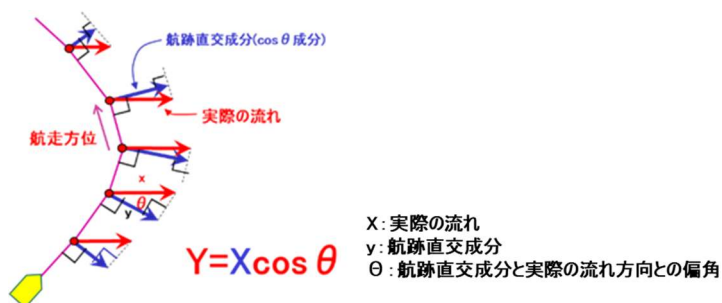 航跡直交成分(cosθ成分)
実際の流れ
航走方位
x
θ
y
Y=Xcosθ
X:実際の流れ
y:航跡直交成分
Θ:航跡直交成分と実際の流れ方向との偏角